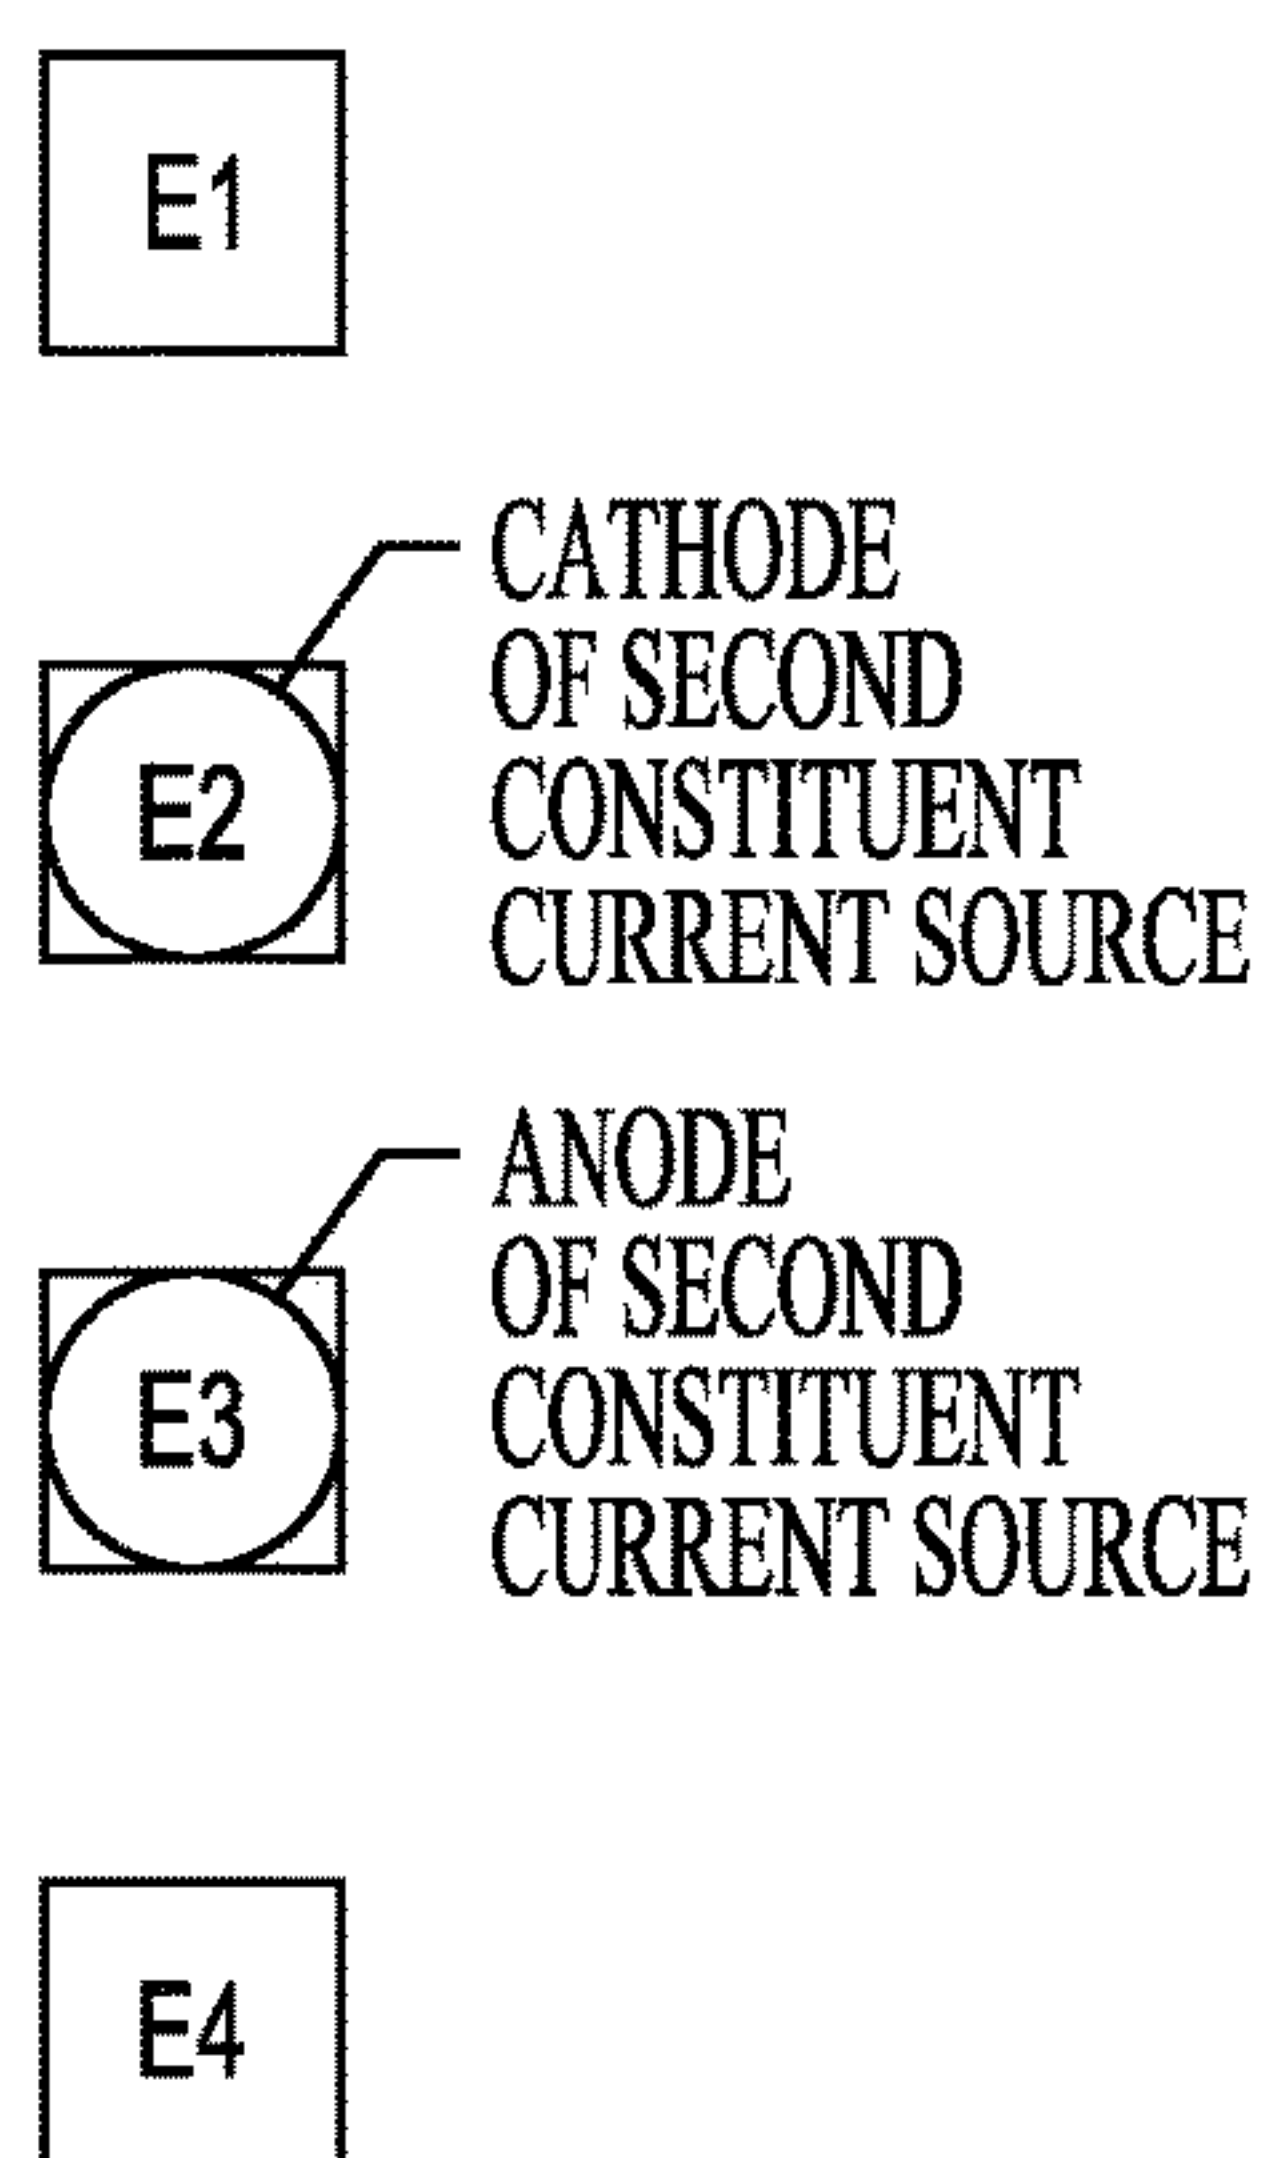 E1
CATHODE
OF SECOND
E2
CONSTITUENT
CURRENT SOURCE
ANODE
OF SECOND
E3
CONSTITUENT
CURRENT SOURCE
E4